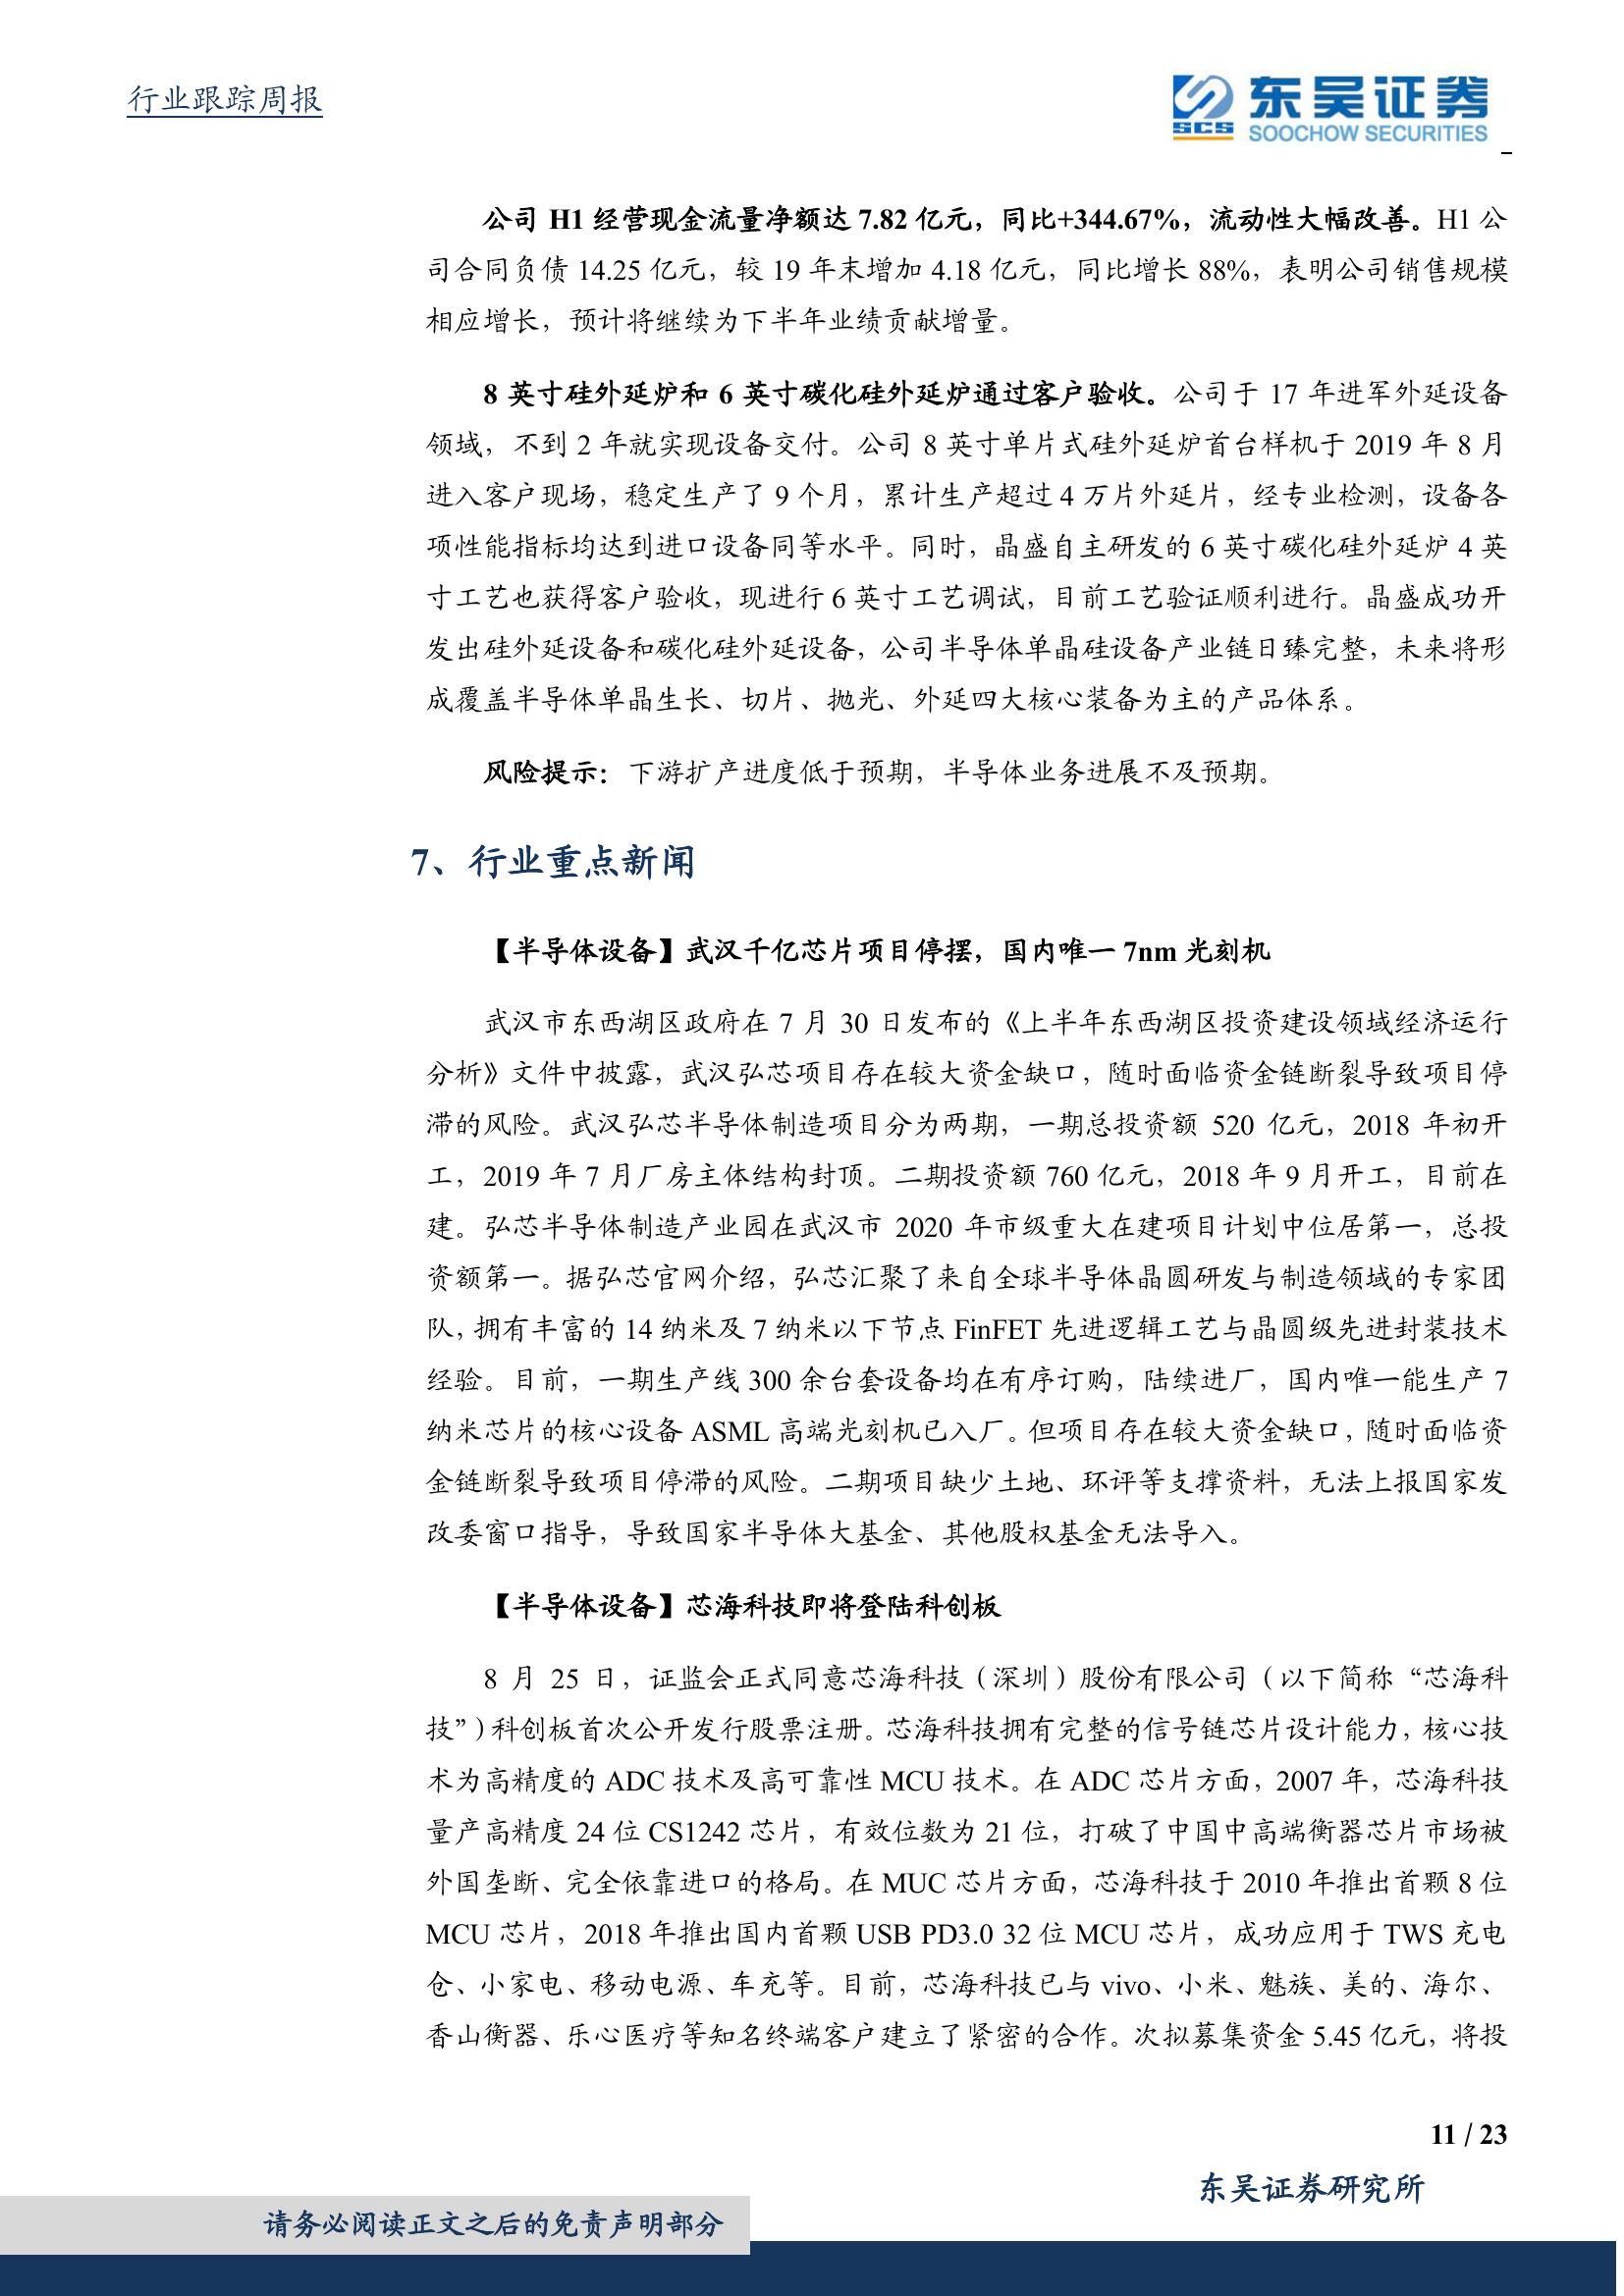 行业跟踪周报
SCS
东吴证券
SOOCHOW SECURITIES
公司 H1 经营现金流量净额达 7.82 亿元，同比+344.67%，流动性大幅改善。H1 公
司合同负债 14.25 亿元，较 19 年末增加 4.18 亿元，同比增长 88%，表明公司销售规模
相应增长，预计将继续为下半年业绩贡献增量。
8 英寸硅外延炉和 6 英寸碳化硅外延炉通过客户验收。公司于 17 年进军外延设备
领域，不到 2 年就实现设备交付。公司 8 英寸单片式硅外延炉首台样机于 2019 年 8 月
进入客户现场，稳定生产了 9 个月，累计生产超过 4 万片外延片，经专业检测，设备各
项性能指标均达到进口设备同等水平。同时，晶盛自主研发的 6 英寸碳化硅外延炉 4 英
寸工艺也获得客户验收，现进行 6 英寸工艺调试，目前工艺验证顺利进行。晶盛成功开
发出硅外延设备和碳化硅外延设备，公司半导体单晶硅设备产业链日臻完整，未来将形
成覆盖半导体单晶生长、切片、抛光、外延四大核心装备为主的产品体系。
风险提示：下游扩产进度低于预期，半导体业务进展不及预期。
7、行业重点新闻
【半导体设备】武汉千亿芯片项目停摆，国内唯一 7nm 光刻机
武汉市东西湖区政府在 7 月 30 日发布的《上半年东西湖区投资建设领域经济运行
分析》文件中披露，武汉弘芯项目存在较大资金缺口，随时面临资金链断裂导致项目停
滞的风险。武汉弘芯半导体制造项目分为两期，一期总投资额 520 亿元，2018 年初开
工，2019 年 7 月厂房主体结构封顶。二期投资额 760 亿元，2018 年 9 月开工，目前在
建。弘芯半导体制造产业园在武汉市 2020 年市级重大在建项目计划中位居第一，总投
资额第一。据弘芯官网介绍，弘芯汇聚了来自全球半导体晶圆研发与制造领域的专家团
队，拥有丰富的 14 纳米及 7 纳米以下节点 FinFET 先进逻辑工艺与晶圆级先进封装技术
经验。目前，一期生产线 300 余台套设备均在有序订购，陆续进厂，国内唯一能生产 7
纳米芯片的核心设备 ASML 高端光刻机已入厂。但项目存在较大资金缺口，随时面临资
金链断裂导致项目停滞的风险。二期项目缺少土地、环评等支撑资料，无法上报国家发
改委窗口指导，导致国家半导体大基金、其他股权基金无法导入。
【半导体设备】芯海科技即将登陆科创板
8 月 25 日，证监会正式同意芯海科技（深圳）股份有限公司（以下简称“芯海科
技”）科创板首次公开发行股票注册。芯海科技拥有完整的信号链芯片设计能力，核心技
术为高精度的 ADC 技术及高可靠性 MCU 技术。在 ADC 芯片方面，2007 年，芯海科技
量产高精度 24 位 CS1242 芯片，有效位数为 21 位，打破了中国中高端衡器芯片市场被
外国垄断、完全依靠进口的格局。在 MUC 芯片方面，芯海科技于 2010 年推出首颗 8 位
MCU 芯片，2018 年推出国内首颗 USB PD3.0 32 位 MCU 芯片，成功应用于 TWS 充电
仓、小家电、移动电源、车充等。目前，芯海科技已与 vivo、小米、魅族、美的、海尔、
香山衡器、乐心医疗等知名终端客户建立了紧密的合作。次拟募集资金 5.45 亿元，将投
11 / 23
东吴证券研究所
请务必阅读正文之后的免责声明部分